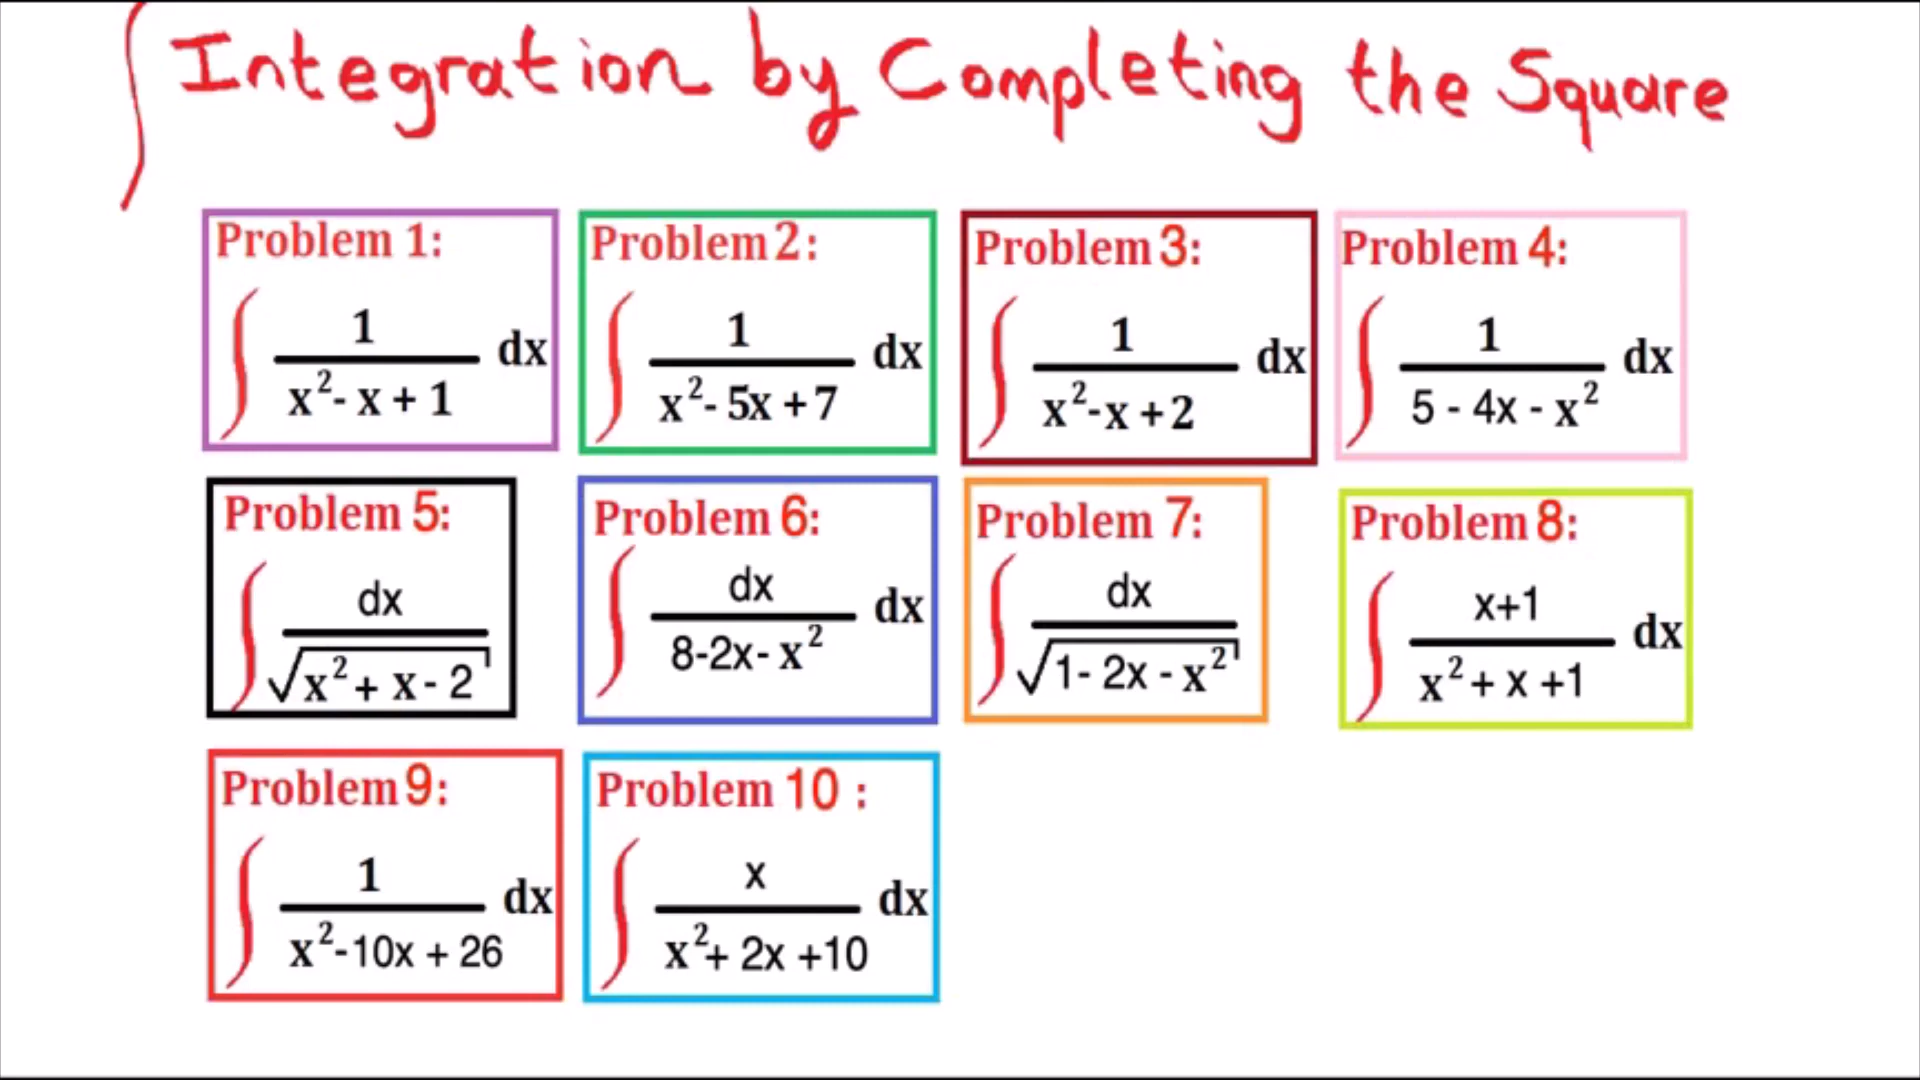 ∫ Integration by Completing the Square
Problem 1:
∫ 1 / (x² - x + 1) dx
Problem 2:
∫ 1 / (x² - 5x + 7) dx
Problem 3:
∫ 1 / (x² - x + 2) dx
Problem 4:
∫ 1 / (5 - 4x - x²) dx
Problem 5:
∫ dx / √(x² + x - 2)
Problem 6:
∫ dx / (8-2x- x²) dx
Problem 7:
∫ dx / √(1- 2x - x²)
Problem 8:
∫ (x+1) / (x² + x +1) dx
Problem 9:
∫ 1 / (x² -10x + 26) dx
Problem 10 :
∫ x / (x² + 2x +10) dx